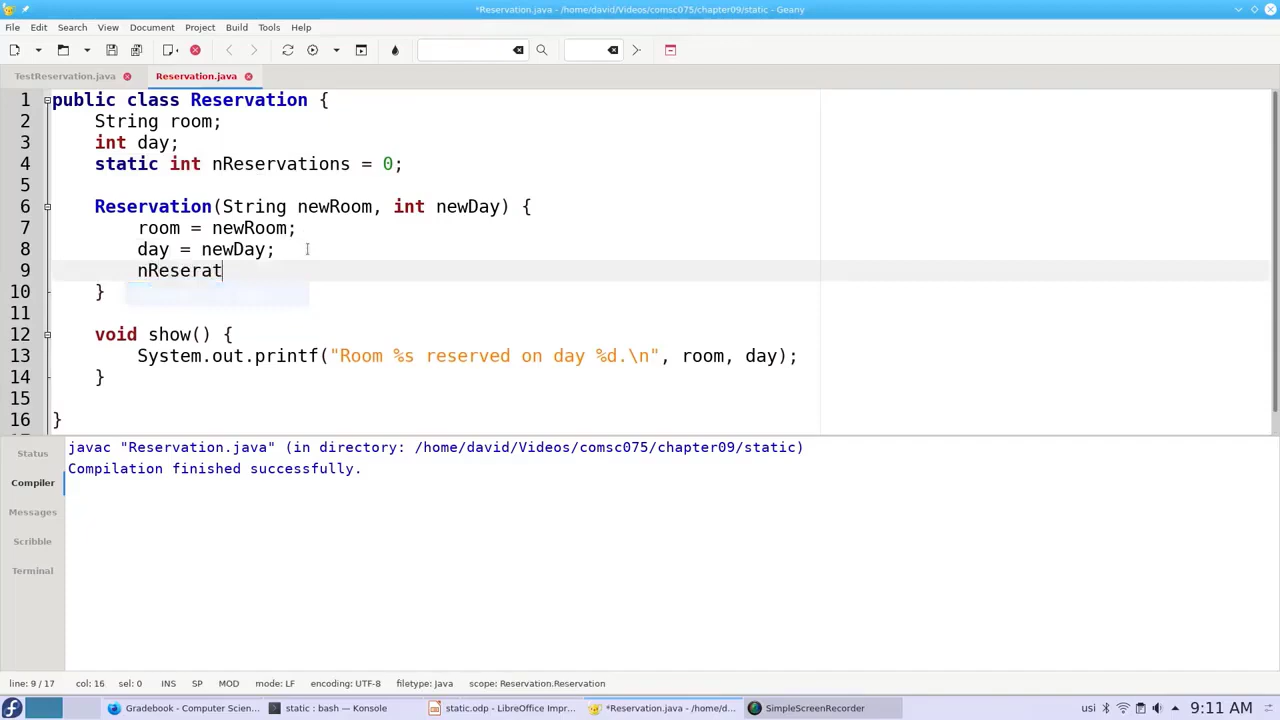 *Reservation.java - /home/david/Videos/comsc075/chapter09/static - Geany
File Edit Search View Document Project Build Tools Help
TestReservation.java Reservation.java
1 public class Reservation {
2 String room;
3 int day;
4 static int nReservations = 0;
5
6 Reservation(String newRoom, int newDay) {
7 room = newRoom;
8 day = newDay;
9 nReserat
10 }
11
12 void show() {
13 System.out.printf("Room %s reserved on day %d.\n", room, day);
14 }
15
16 }
Status
Compiler
Messages
Scribble
Terminal
javac "Reservation.java" (in directory: /home/david/Videos/comsc075/chapter09/static)
Compilation finished successfully.
line: 9 / 17 col: 16 sel: 0 INS SP MOD mode: LF encoding: UTF-8 filetype: Java scope: Reservation.Reservation
Gradebook - Computer Scien... static : bash — Konsole static.odp - LibreOffice Impr... *Reservation.java - /home/d... SimpleScreenRecorder usi 9:11 AM